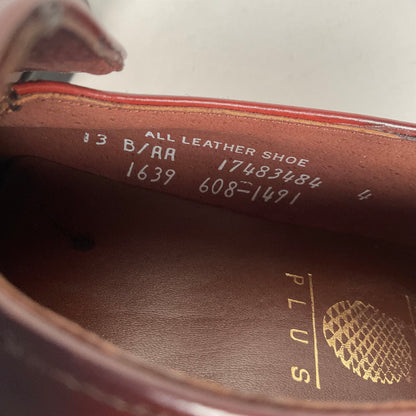 ALL LEATHER SHOE
13 B/AA 17483484
1639 608-1491 4
PLUS